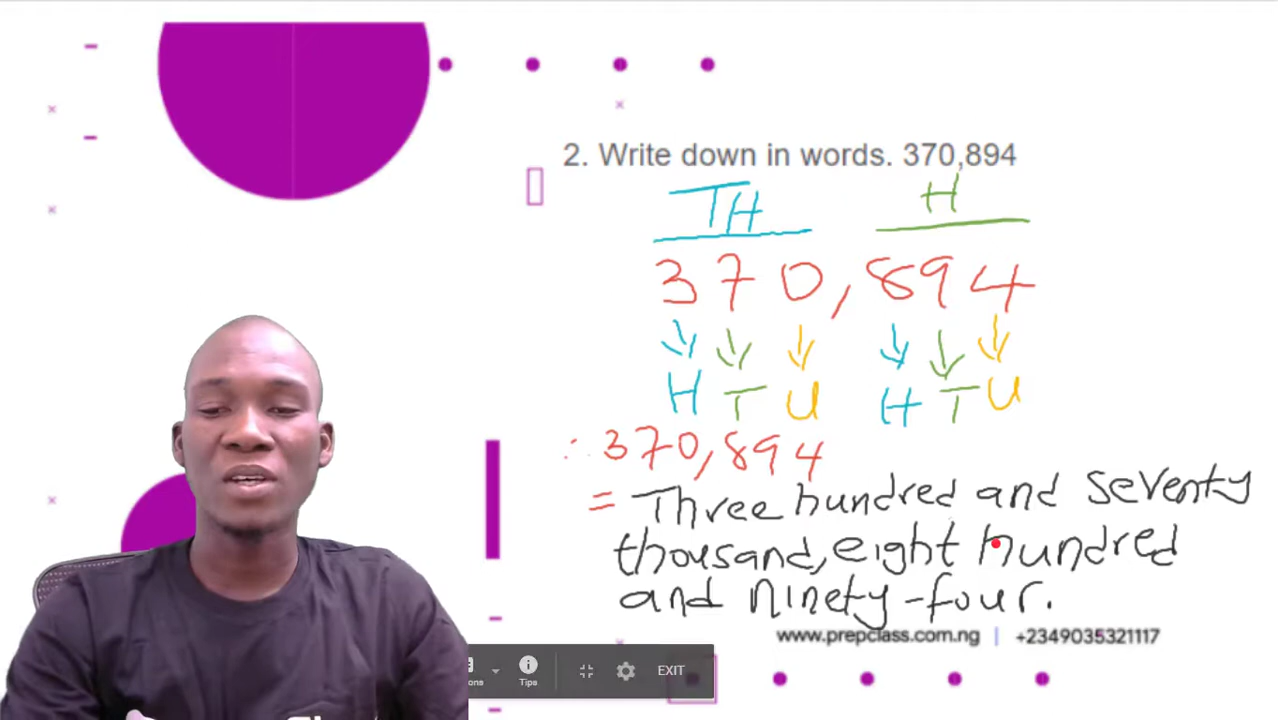 2. Write down in words. 370,894
TH H
370,894
H T U H T U
∴ 370,894
= Three hundred and seventy
thousand, eight hundred
and Ninety-four.
www.prepclass.com.ng | +2349035321117
Tips EXIT